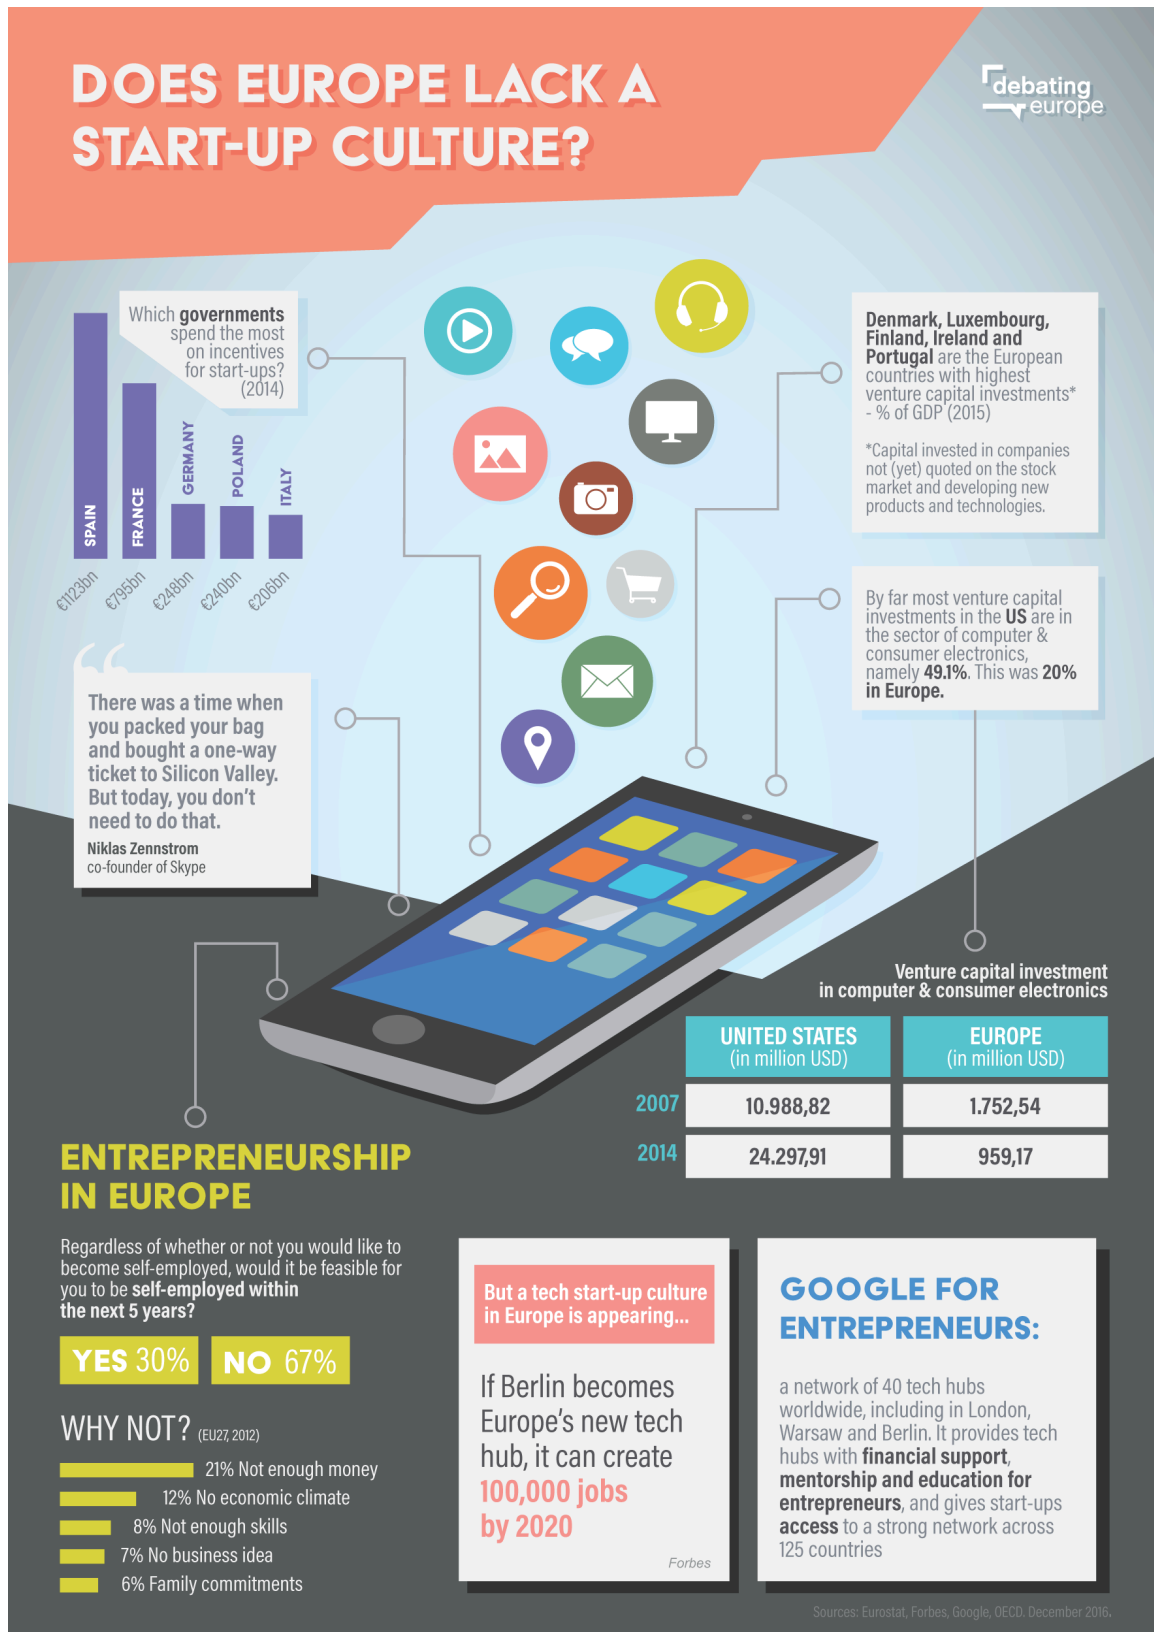 DOES EUROPE LACK A
START-UP CULTURE?
debating
europe
Which governments
spend the most
on incentives
for start-ups?
(2014)
SPAIN
FRANCE
GERMANY
POLAND
ITALY
€1123bn
€795bn
€248bn
€240bn
€206bn
Denmark, Luxembourg,
Finland, Ireland and
Portugal are the European
countries with highest
venture capital investments*
- % of GDP (2015)
*Capital invested in companies
not (yet) quoted on the stock
market and developing new
products and technologies.
By far most venture capital
investments in the US are in
the sector of computer &
consumer electronics,
namely 49.1%. This was 20%
in Europe.
“
There was a time when
you packed your bag
and bought a one-way
ticket to Silicon Valley.
But today, you don't
need to do that.
Niklas Zennstrom
co-founder of Skype
Venture capital investment
in computer & consumer electronics
UNITED STATES
(in million USD)
EUROPE
(in million USD)
2007
10.988,82
1.752,54
2014
24.297,91
959,17
ENTREPRENEURSHIP
IN EUROPE
Regardless of whether or not you would like to
become self-employed, would it be feasible for
you to be self-employed within
the next 5 years?
YES 30%
NO 67%
WHY NOT? (EU27, 2012)
21% Not enough money
12% No economic climate
8% Not enough skills
7% No business idea
6% Family commitments
But a tech start-up culture
in Europe is appearing...
If Berlin becomes
Europe's new tech
hub, it can create
100,000 jobs
by 2020
Forbes
GOOGLE FOR
ENTREPRENEURS:
a network of 40 tech hubs
worldwide, including in London,
Warsaw and Berlin. It provides tech
hubs with financial support,
mentorship and education for
entrepreneurs, and gives start-ups
access to a strong network across
125 countries
Sources: Eurostat, Forbes, Google, OECD. December 2016.